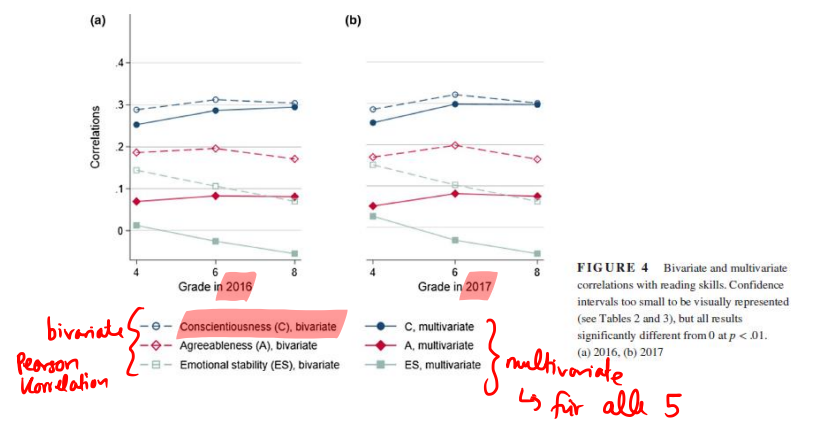 (a)
(b)
.4
.3
.2
.1
0
Correlations
4 6 8
4 6 8
Grade in 2016
Grade in 2017
Conscientiousness (C), bivariate
Agreeableness (A), bivariate
Emotional stability (ES), bivariate
C, multivariate
A, multivariate
ES, multivariate
bivariate
Pearson
Korrelation
multivariate
↳ für alle 5
FIGURE 4 Bivariate and multivariate
correlations with reading skills. Confidence
intervals too small to be visually represented
(see Tables 2 and 3), but all results
significantly different from 0 at p < .01.
(a) 2016, (b) 2017